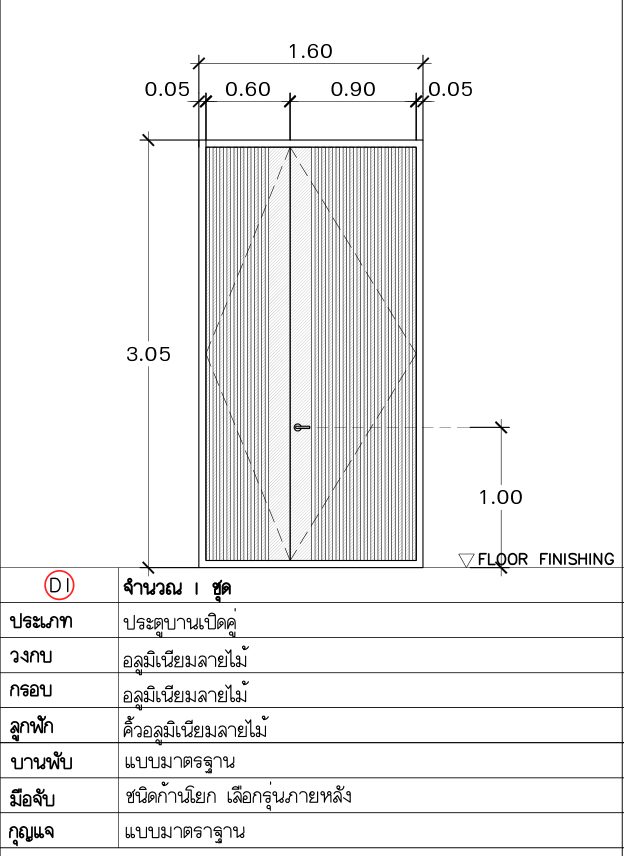 1.60
0.05 0.60 0.90 0.05
3.05
1.00
FLOOR FINISHING
D1 จำนวณ 1 ชุด
ประเภท ประตูบานเปิดคู่
วงกบ อลูมิเนียมลายไม้
กรอบ อลูมิเนียมลายไม้
ลูกฟัก คิ้วอลูมิเนียมลายไม้
บานพับ แบบมาตรฐาน
มือจับ ชนิดก้านโยก เลือกรุ่นภายหลัง
กุญแจ แบบมาตราฐาน